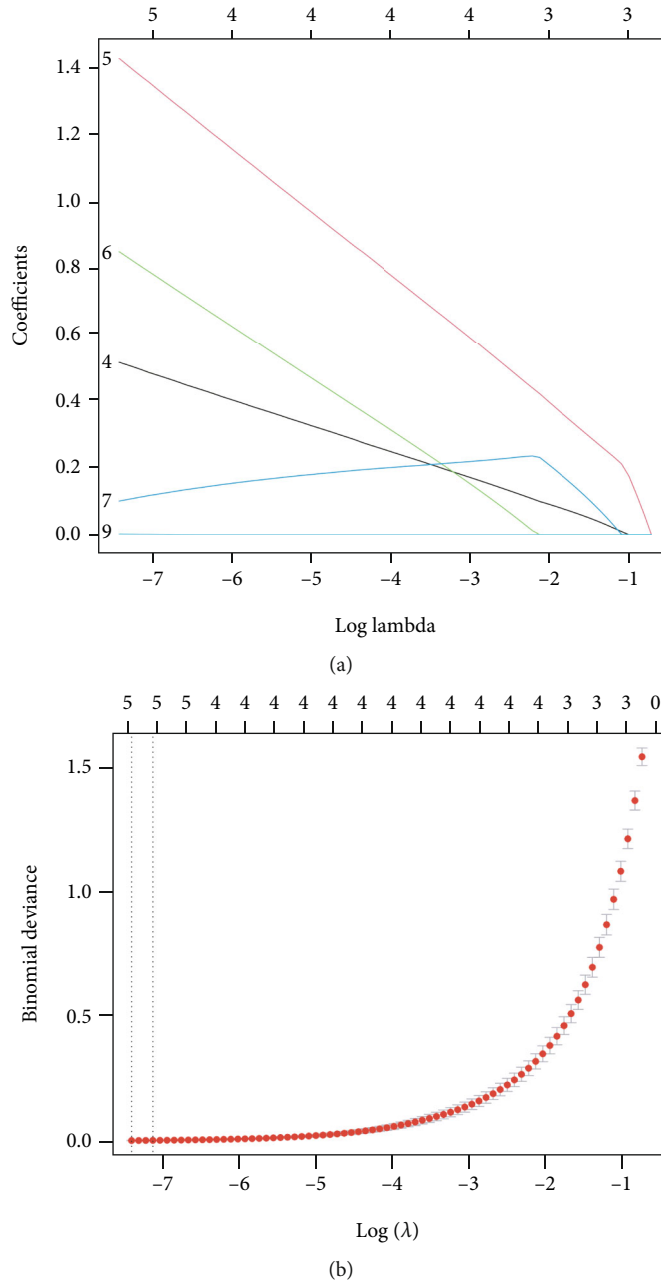 5 4 4 4 4 3 3
1.4
1.2
1.0
0.8
0.6
0.4
0.2
0.0
Coefficients
5
6
4
7
9
–7 –6 –5 –4 –3 –2 –1
Log lambda
(a)
5 5 5 4 4 4 4 4 4 4 4 4 4 4 4 3 3 3 0
1.5
1.0
0.5
0.0
Binomial deviance
–7 –6 –5 –4 –3 –2 –1
Log (λ)
(b)